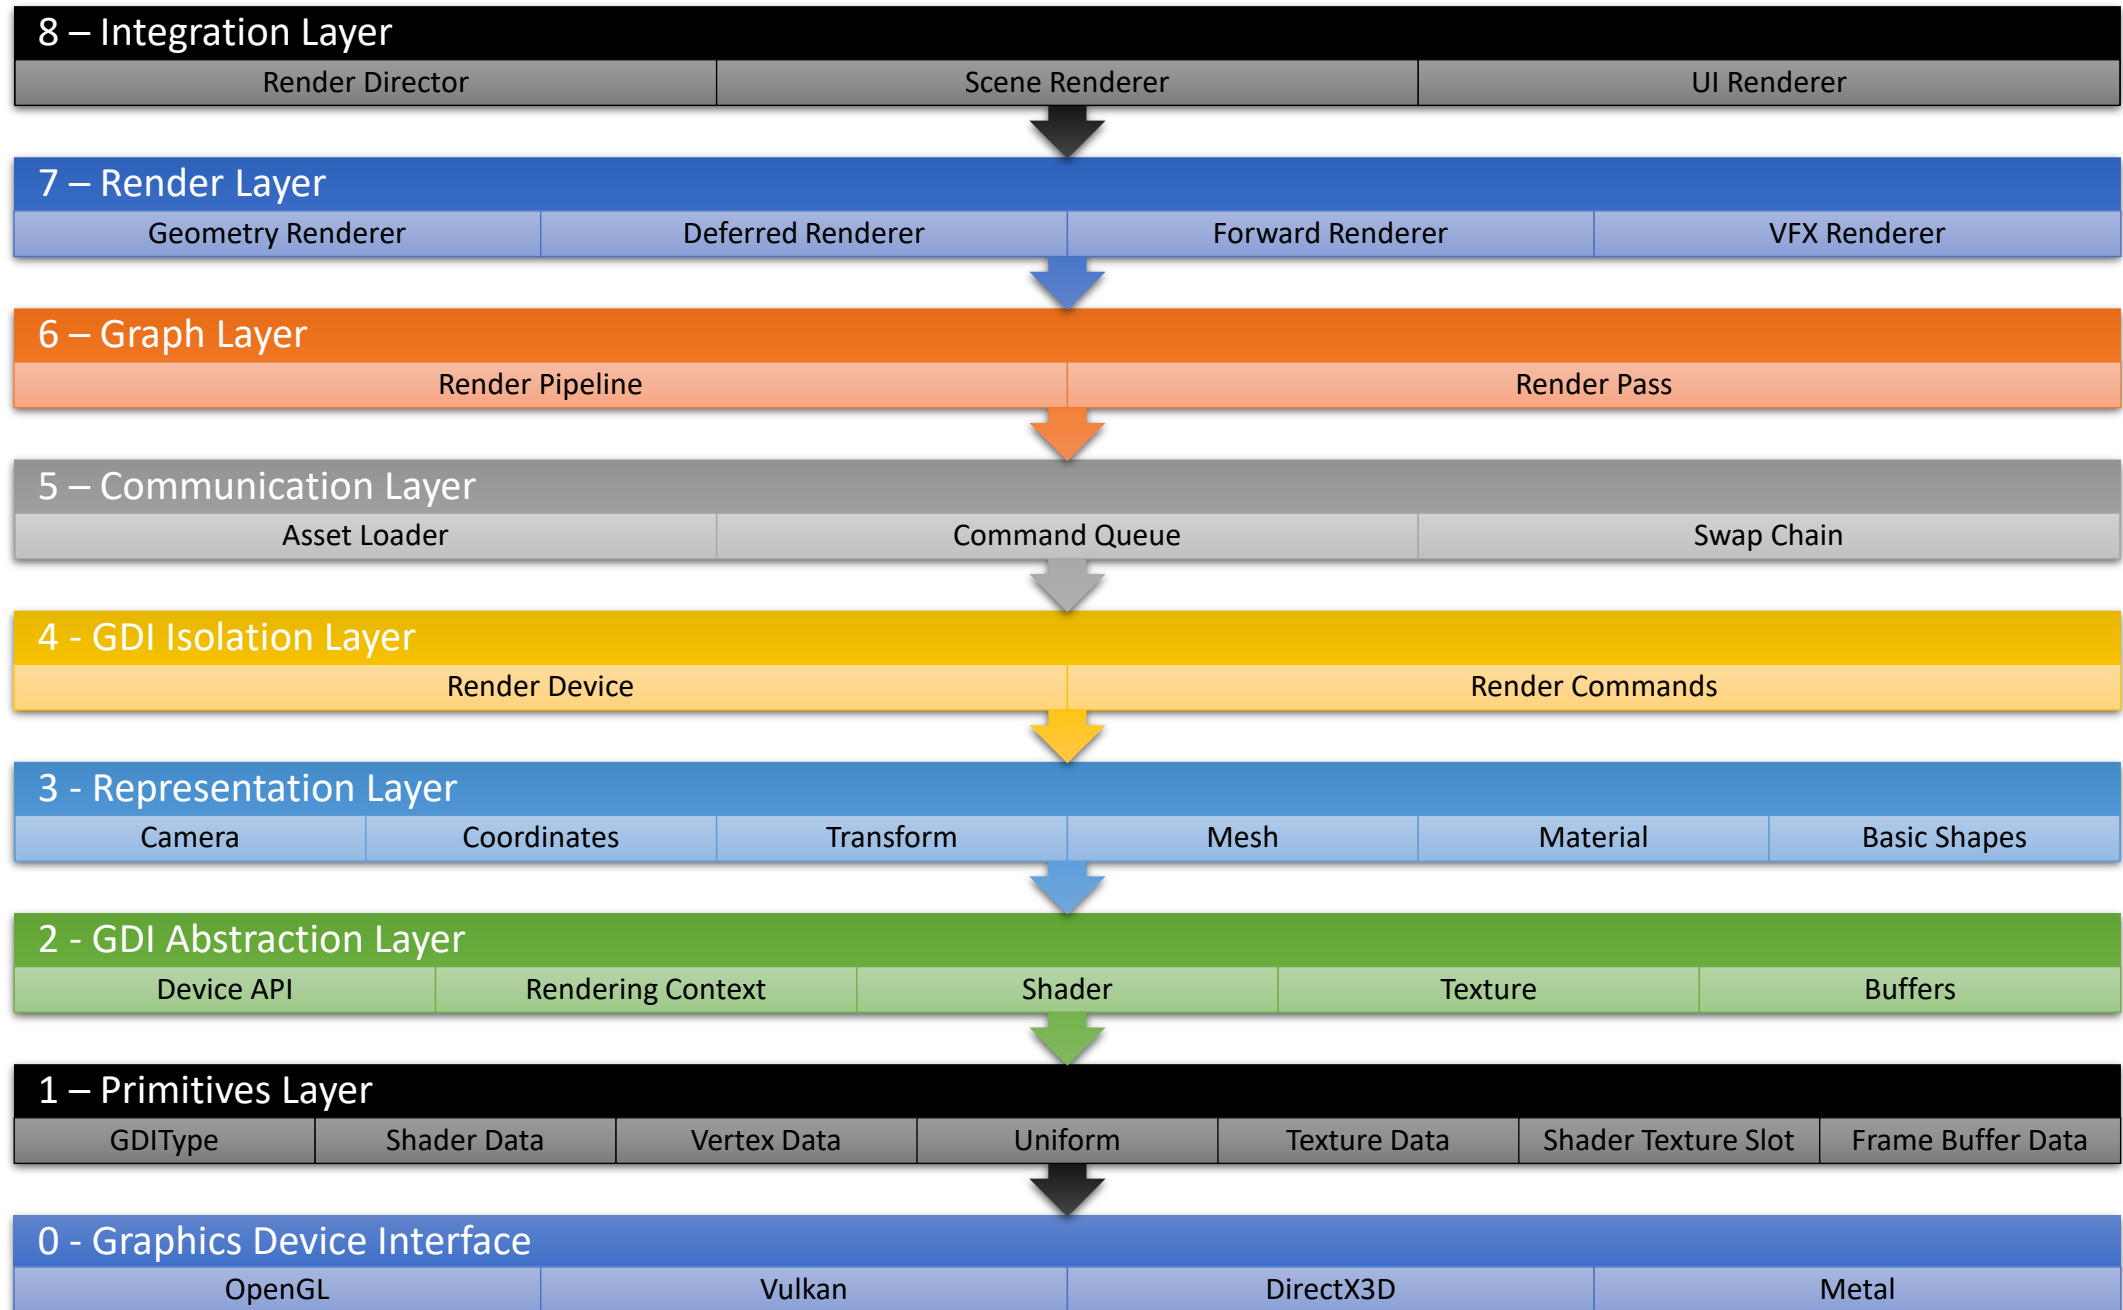 8 – Integration Layer
Render Director Scene Renderer UI Renderer
7 – Render Layer
Geometry Renderer Deferred Renderer Forward Renderer VFX Renderer
6 – Graph Layer
Render Pipeline Render Pass
5 – Communication Layer
Asset Loader Command Queue Swap Chain
4 - GDI Isolation Layer
Render Device Render Commands
3 - Representation Layer
Camera Coordinates Transform Mesh Material Basic Shapes
2 - GDI Abstraction Layer
Device API Rendering Context Shader Texture Buffers
1 – Primitives Layer
GDIType Shader Data Vertex Data Uniform Texture Data Shader Texture Slot Frame Buffer Data
0 - Graphics Device Interface
OpenGL Vulkan DirectX3D Metal